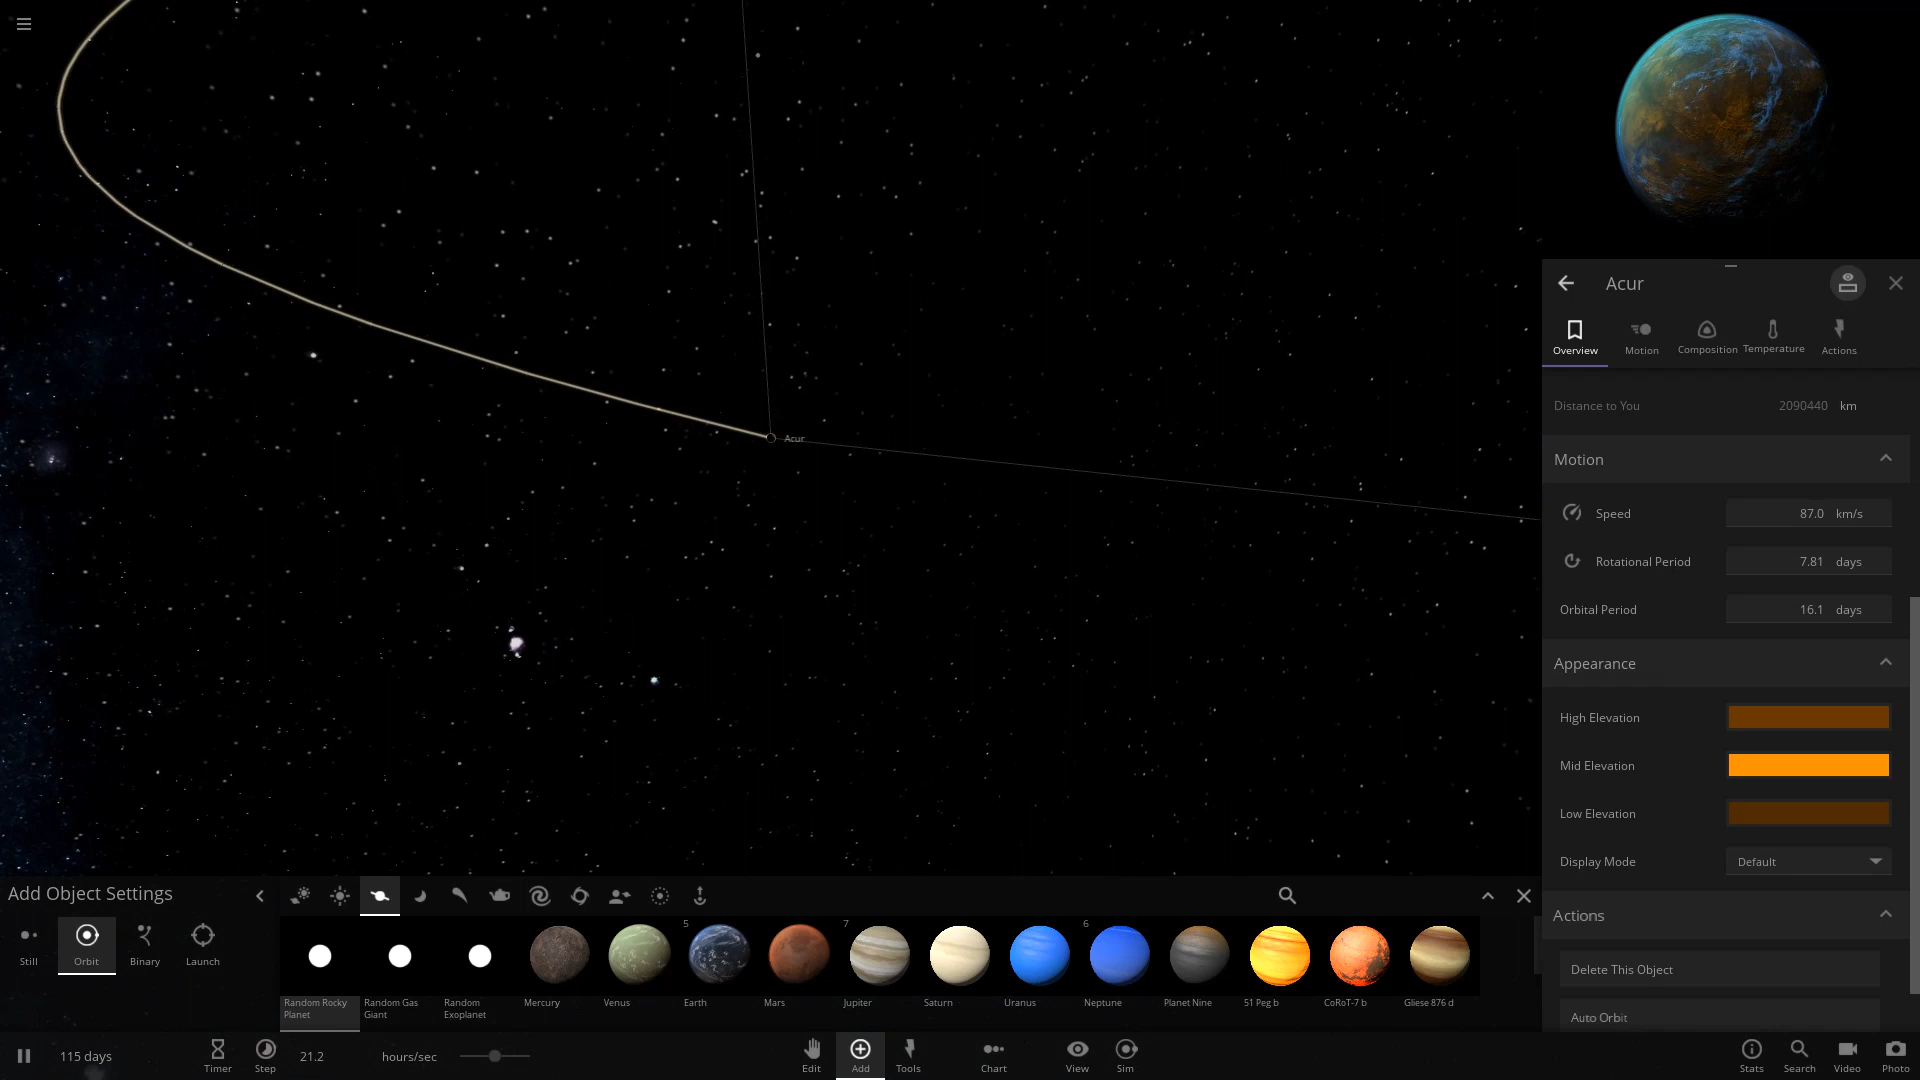 Acur
Acur
Overview
Motion
Composition
Temperature
Actions
Distance to You 2090440 km
Motion
Speed 87.0 km/s
Rotational Period 7.81 days
Orbital Period 16.1 days
Appearance
High Elevation
Mid Elevation
Low Elevation
Display Mode Default
Actions
Delete This Object
Auto Orbit
Add Object Settings
Still
Orbit
Binary
Launch
5
7
6
Random Rocky
Planet
Random Gas
Giant
Random
Exoplanet
Mercury
Venus
Earth
Mars
Jupiter
Saturn
Uranus
Neptune
Planet Nine
51 Peg b
CoRoT-7 b
Gliese 876 d
115 days
Timer
Step
21.2 hours/sec
Edit
Add
Tools
Chart
View
Sim
Stats
Search
Video
Photo